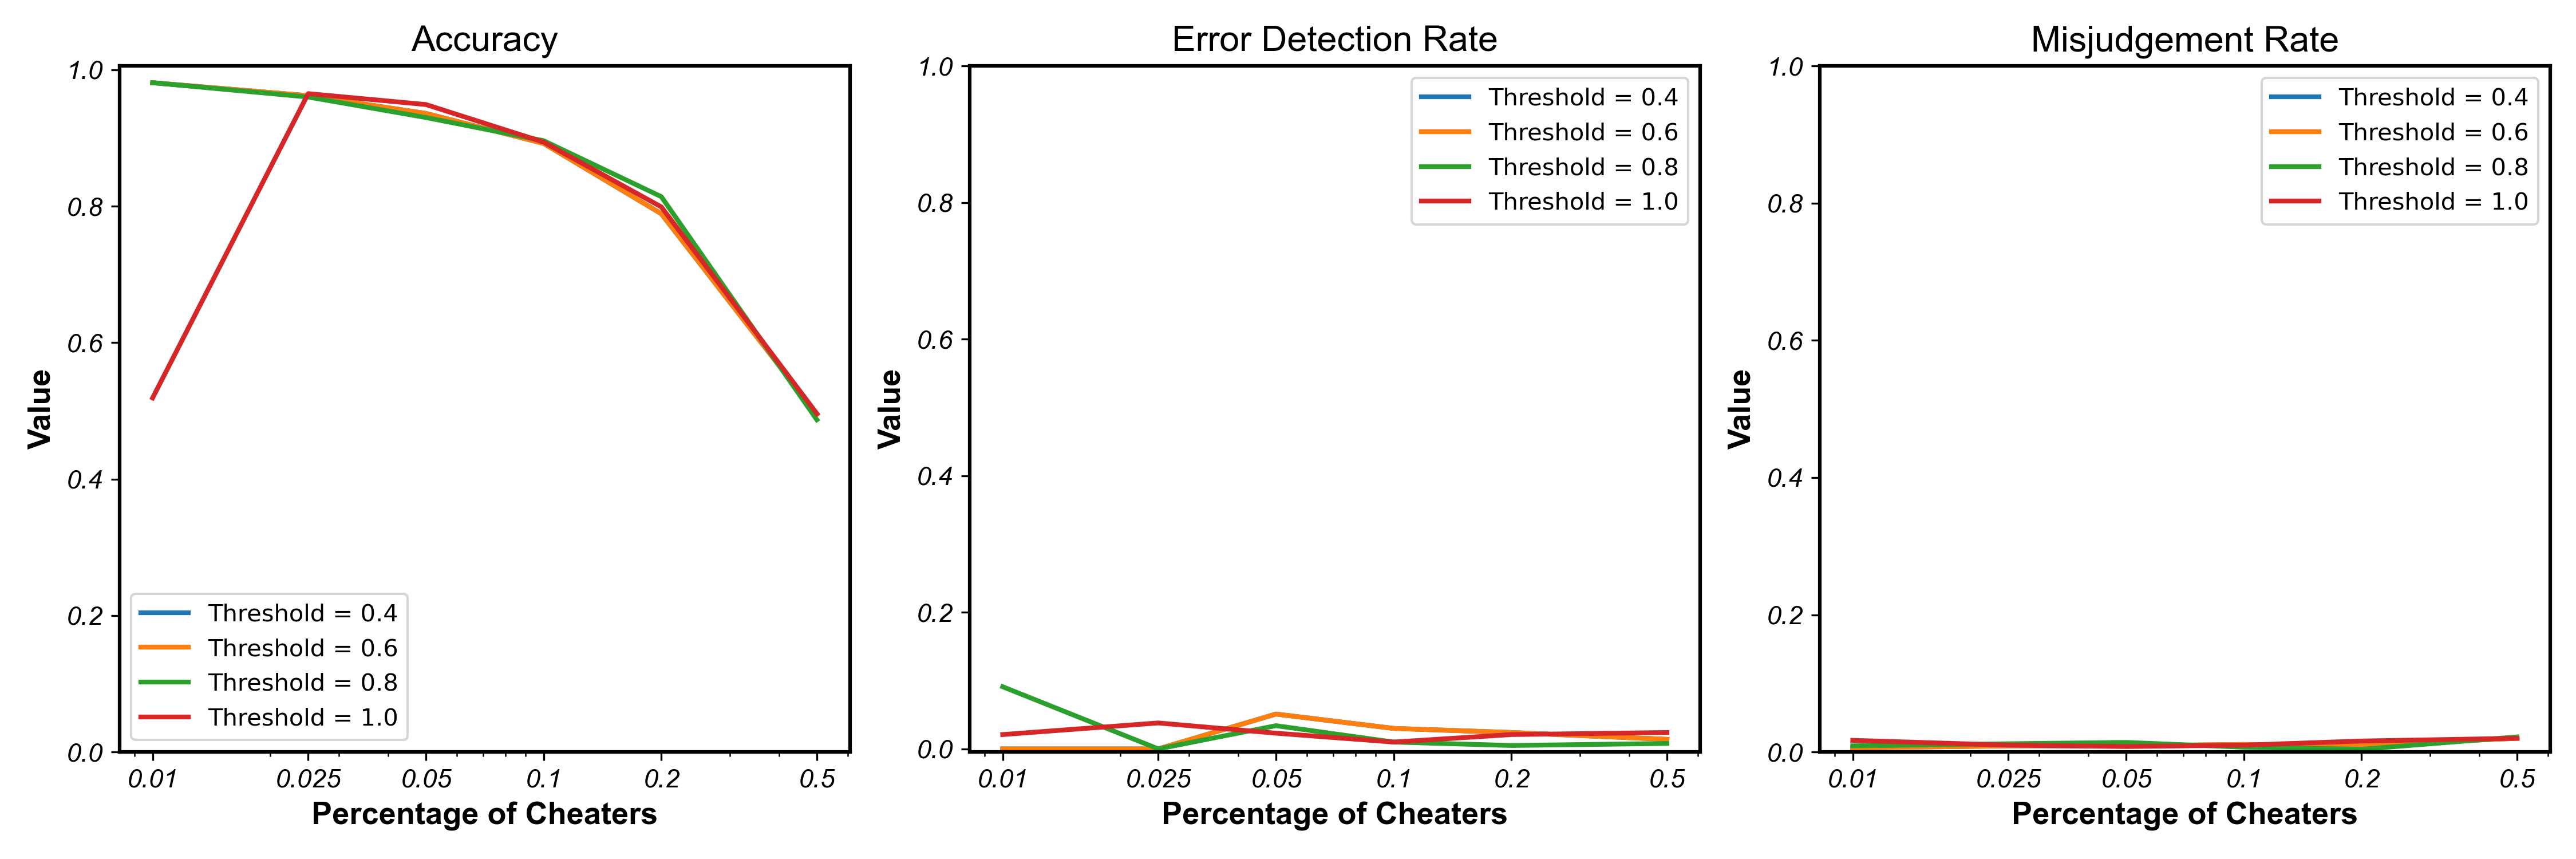 Accuracy
1.0
0.8
0.6
0.4
0.2
0.0
Value
Threshold = 0.4
Threshold = 0.6
Threshold = 0.8
Threshold = 1.0
0.01 0.025 0.05 0.1 0.2 0.5
Percentage of Cheaters
Error Detection Rate
1.0
0.8
0.6
0.4
0.2
0.0
Value
Threshold = 0.4
Threshold = 0.6
Threshold = 0.8
Threshold = 1.0
0.01 0.025 0.05 0.1 0.2 0.5
Percentage of Cheaters
Misjudgement Rate
1.0
0.8
0.6
0.4
0.2
0.0
Value
Threshold = 0.4
Threshold = 0.6
Threshold = 0.8
Threshold = 1.0
0.01 0.025 0.05 0.1 0.2 0.5
Percentage of Cheaters